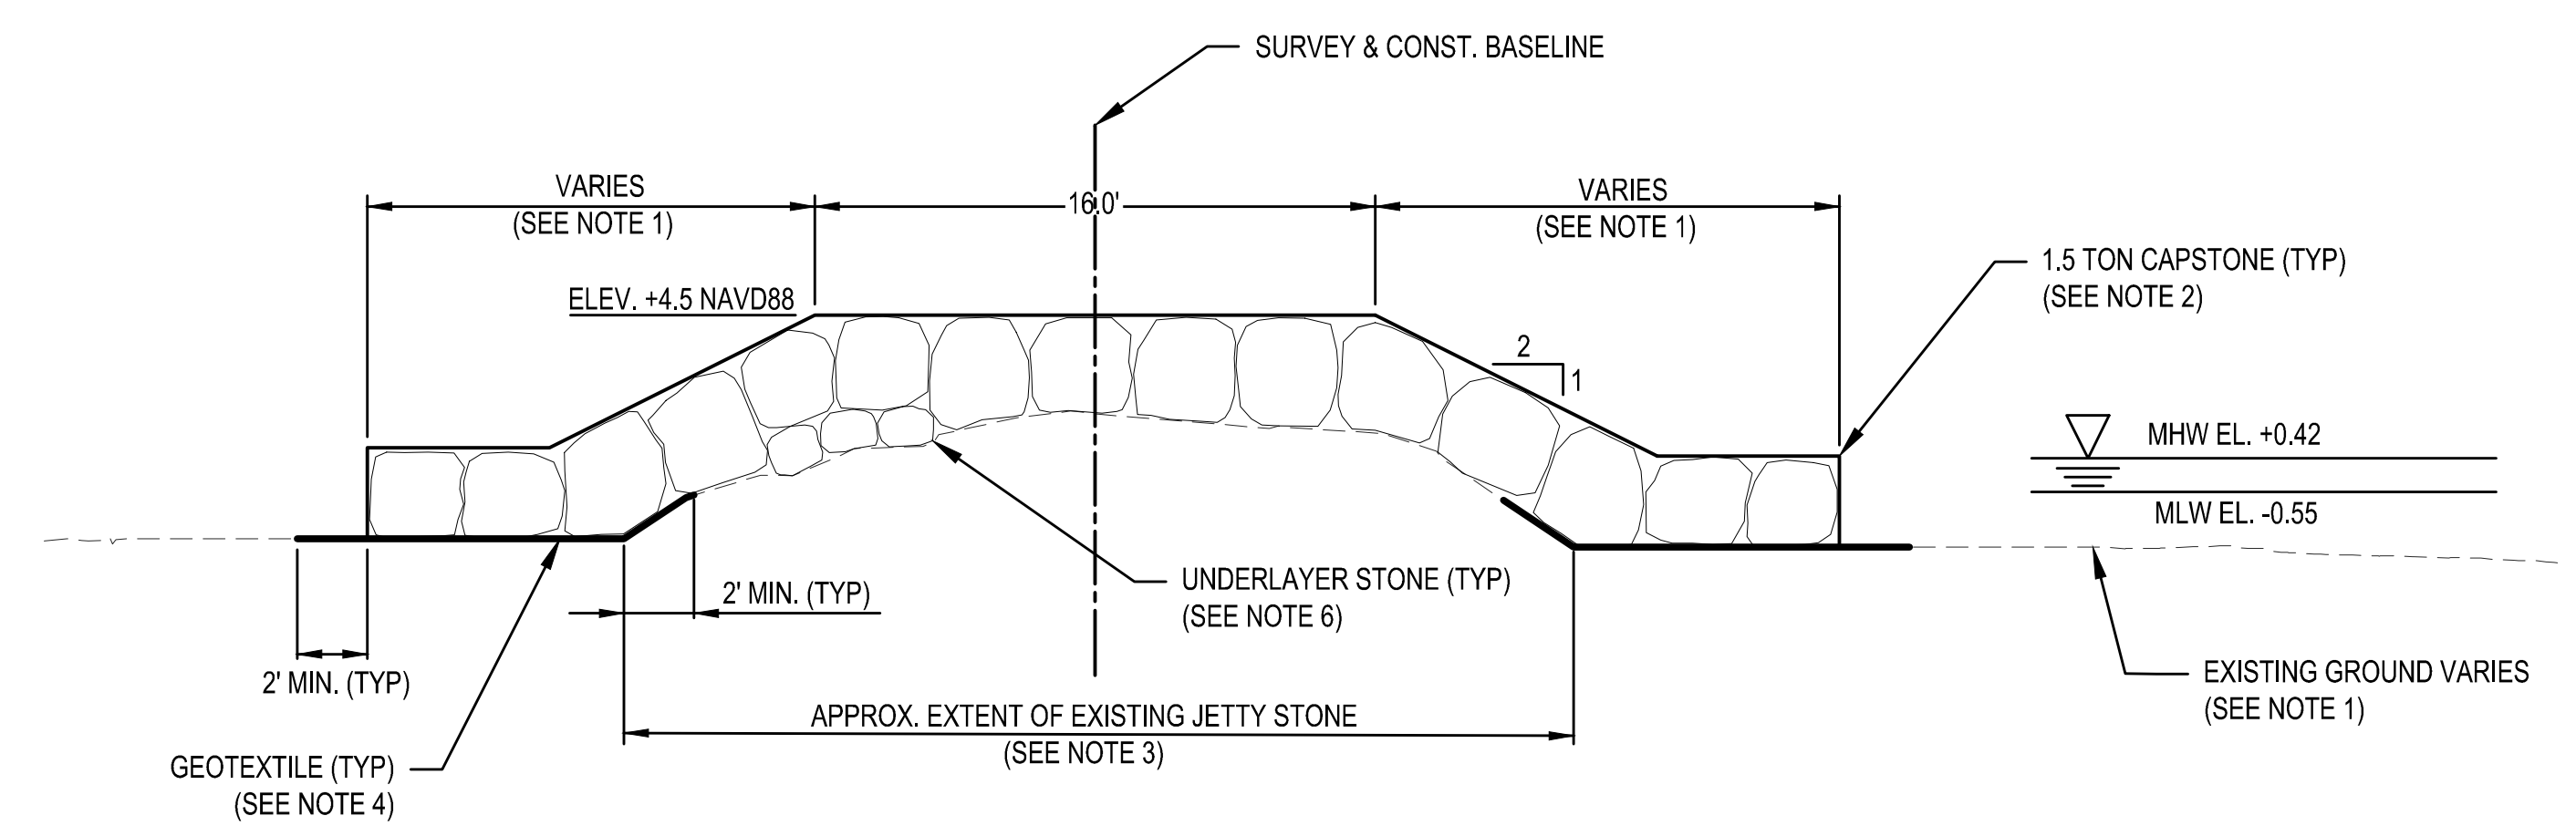 SURVEY & CONST. BASELINE
VARIES
(SEE NOTE 1)
16.0'
VARIES
(SEE NOTE 1)
1.5 TON CAPSTONE (TYP)
(SEE NOTE 2)
ELEV. +4.5 NAVD88
2
1
MHW EL. +0.42
MLW EL. -0.55
UNDERLAYER STONE (TYP)
(SEE NOTE 6)
2' MIN. (TYP)
2' MIN. (TYP)
EXISTING GROUND VARIES
(SEE NOTE 1)
APPROX. EXTENT OF EXISTING JETTY STONE
(SEE NOTE 3)
GEOTEXTILE (TYP)
(SEE NOTE 4)